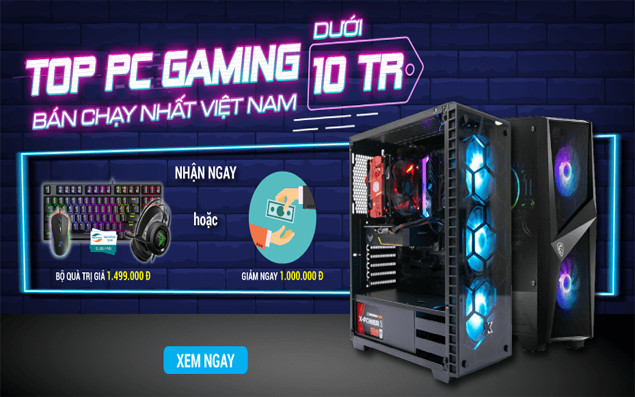 TOP PC GAMING
DƯỚI
10 TR
BÁN CHẠY NHẤT VIỆT NAM
NHẬN NGAY
hoặc
BỘ QUÀ TRỊ GIÁ 1.499.000 Đ
GIẢM NGAY 1.000.000 Đ
X-POWER
XEM NGAY